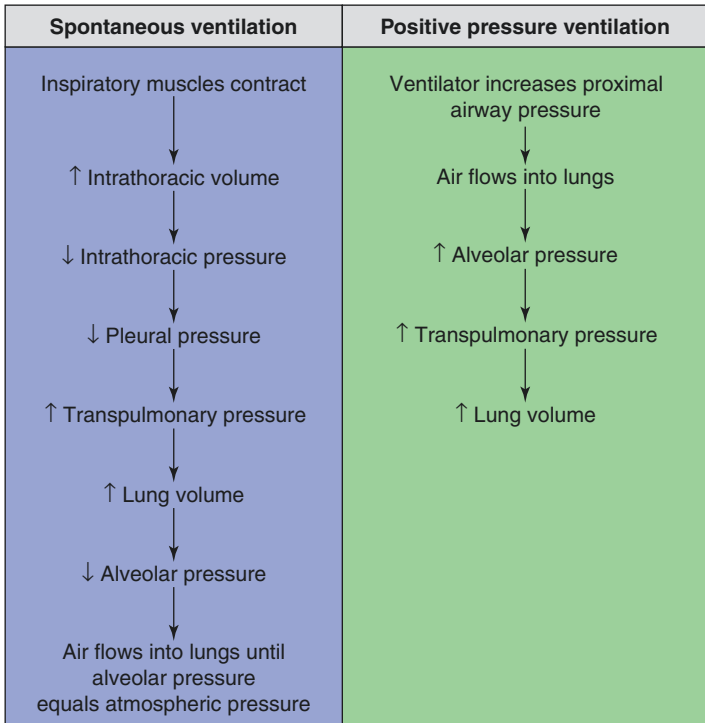 Spontaneous ventilation
Inspiratory muscles contract
↑ Intrathoracic volume
↓ Intrathoracic pressure
↓ Pleural pressure
↑ Transpulmonary pressure
↑ Lung volume
↓ Alveolar pressure
Air flows into lungs until
alveolar pressure
equals atmospheric pressure
Positive pressure ventilation
Ventilator increases proximal
airway pressure
Air flows into lungs
↑ Alveolar pressure
↑ Transpulmonary pressure
↑ Lung volume